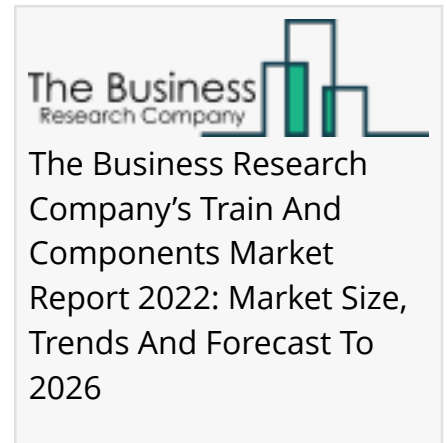 The Business
Research Company
The Business Research
Company’s Train And
Components Market
Report 2022: Market Size,
Trends And Forecast To
2026